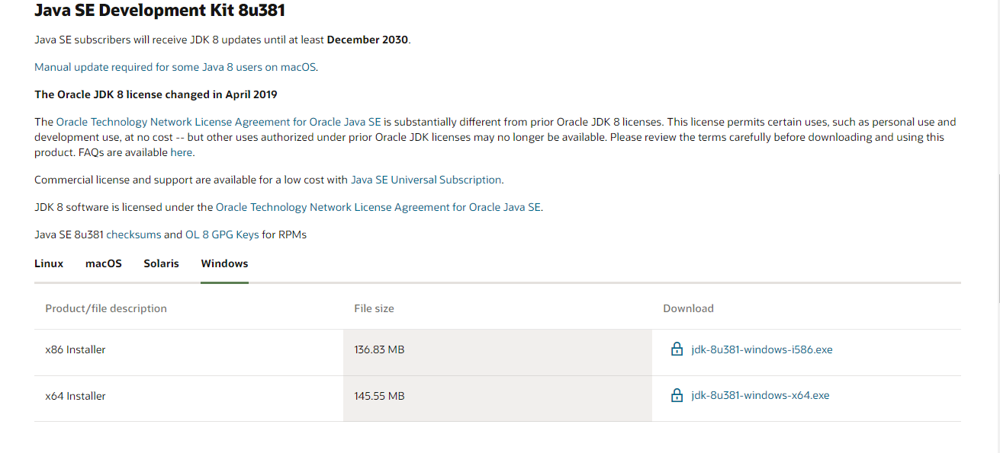 Java SE Development Kit 8u381
Java SE subscribers will receive JDK 8 updates until at least December 2030.
Manual update required for some Java 8 users on macOS.
The Oracle JDK 8 license changed in April 2019
The Oracle Technology Network License Agreement for Oracle Java SE is substantially different from prior Oracle JDK 8 licenses. This license permits certain uses, such as personal use and
development use, at no cost -- but other uses authorized under prior Oracle JDK licenses may no longer be available. Please review the terms carefully before downloading and using this
product. FAQs are available here.
Commercial license and support are available for a low cost with Java SE Universal Subscription.
JDK 8 software is licensed under the Oracle Technology Network License Agreement for Oracle Java SE.
Java SE 8u381 checksums and OL 8 GPG Keys for RPMs
Linux macOS Solaris Windows
Product/file description File size Download
x86 Installer 136.83 MB jdk-8u381-windows-i586.exe
x64 Installer 145.55 MB jdk-8u381-windows-x64.exe